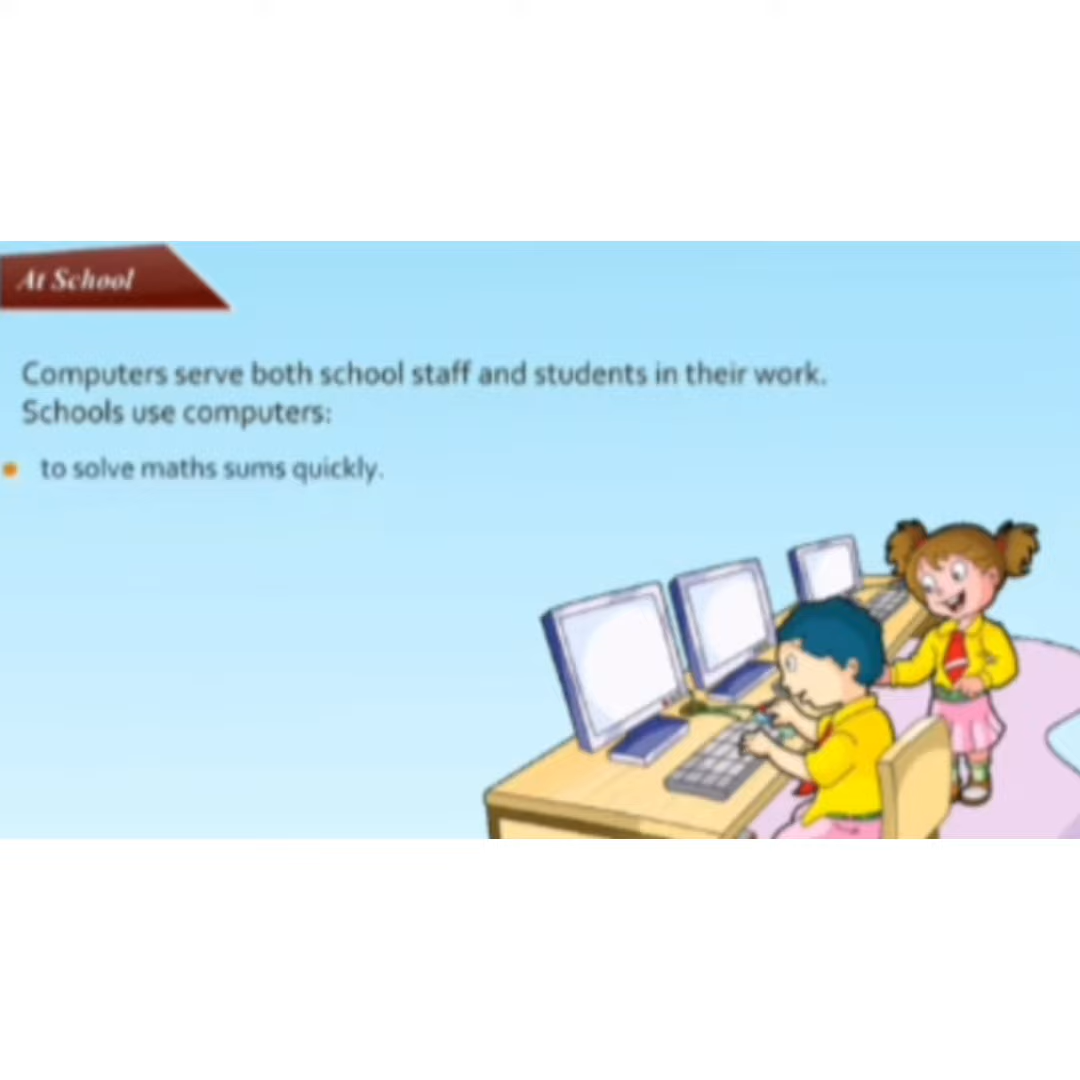 At School
Computers serve both school staff and students in their work.
Schools use computers:
to solve maths sums quickly.